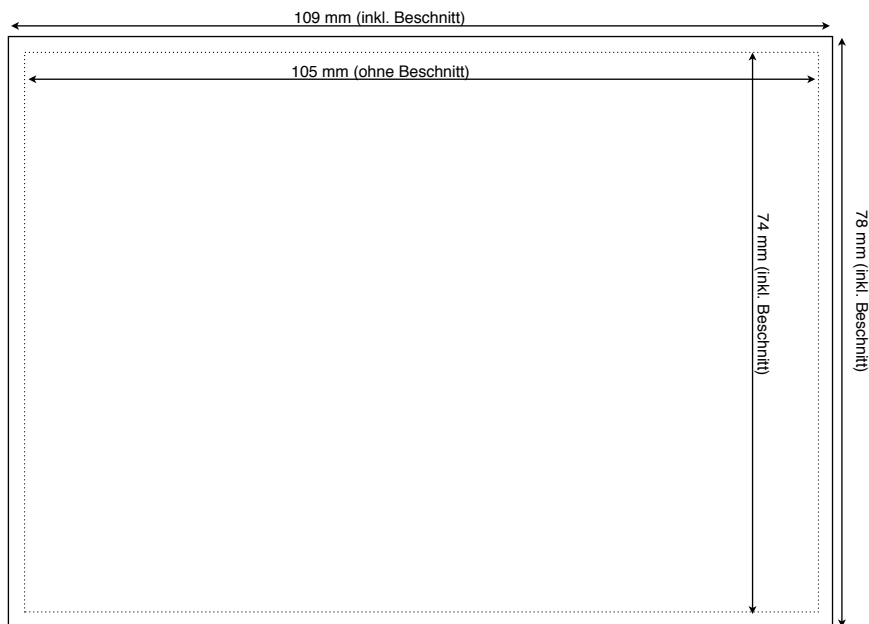 109 mm (inkl. Beschnitt)
105 mm (ohne Beschnitt)
74 mm (inkl. Beschnitt)
78 mm (inkl. Beschnitt)